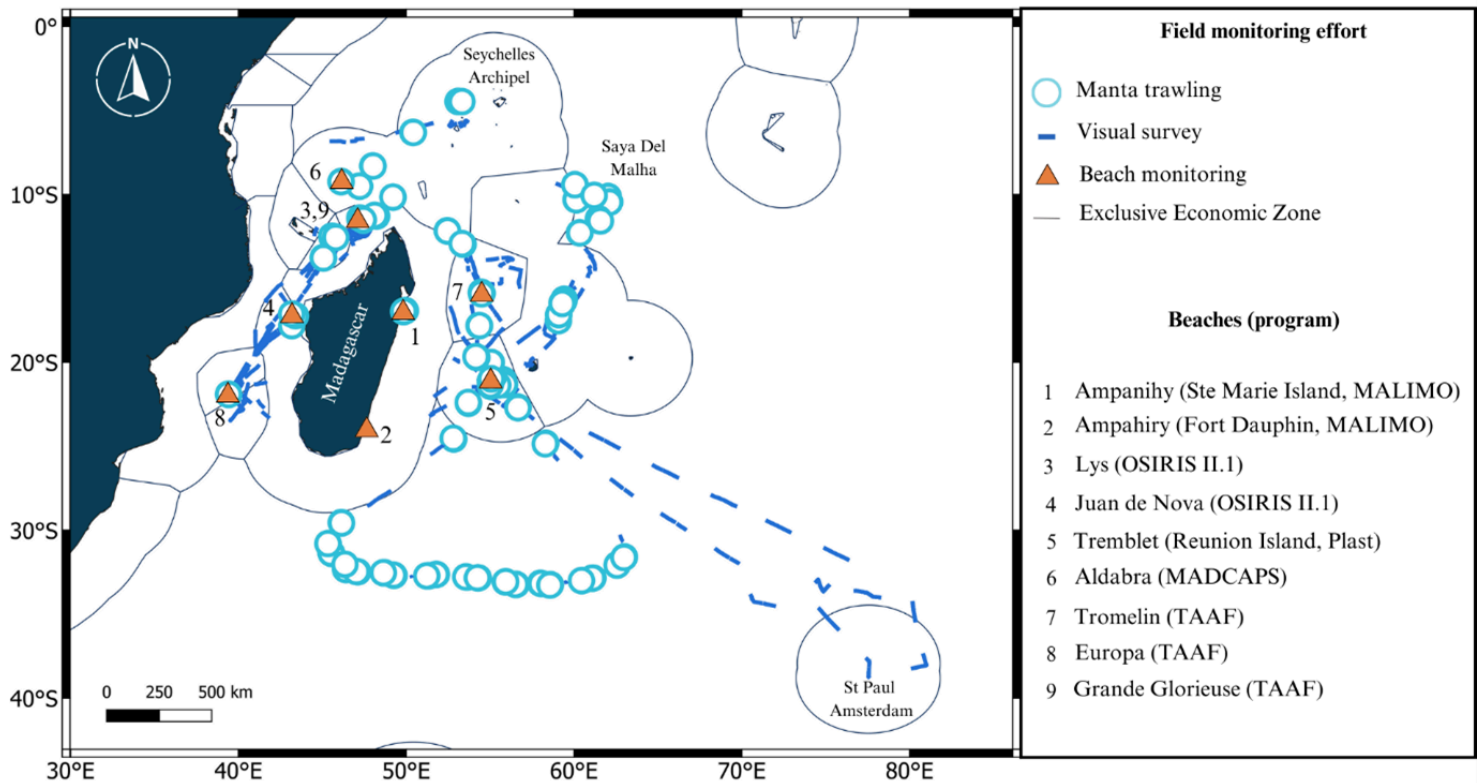 0°
10°S
20°S
30°S
40°S
30°E
40°E
50°E
60°E
70°E
80°E
N
Seychelles
Archipel
Saya Del
Malha
6
3,9
4
7
1
Madagascar
8
5
2
0 250 500 km
St Paul
Amsterdam
Field monitoring effort
Manta trawling
Visual survey
Beach monitoring
Exclusive Economic Zone
Beaches (program)
1 Ampanihy (Ste Marie Island, MALIMO)
2 Ampahiry (Fort Dauphin, MALIMO)
3 Lys (OSIRIS II.1)
4 Juan de Nova (OSIRIS II.1)
5 Tremblet (Reunion Island, Plast)
6 Aldabra (MADCAPS)
7 Tromelin (TAAF)
8 Europa (TAAF)
9 Grande Glorieuse (TAAF)